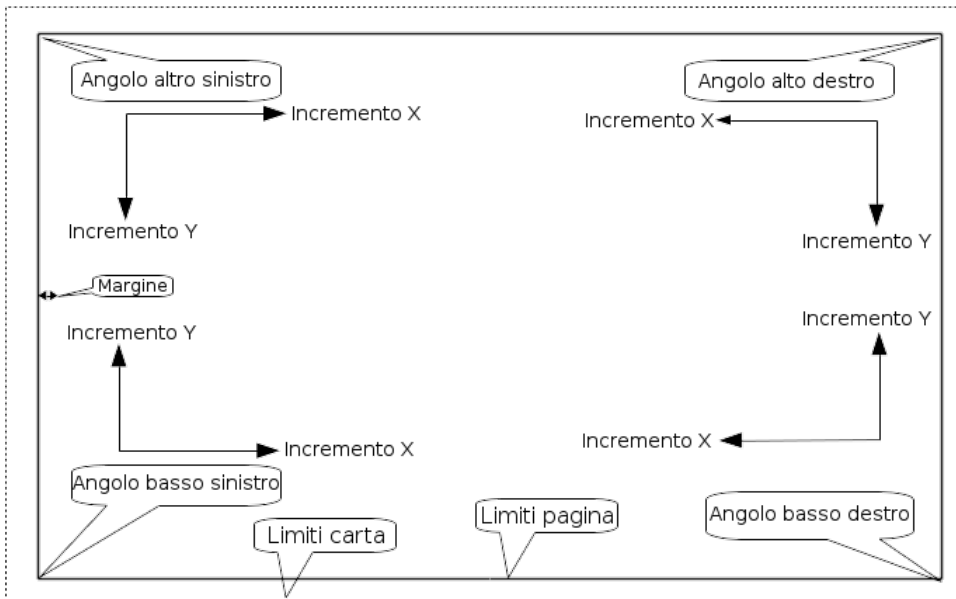 Angolo altro sinistro
Angolo alto destro
Incremento X
Incremento X
Incremento Y
Incremento Y
Margine
Incremento Y
Incremento Y
Incremento X
Incremento X
Angolo basso sinistro
Limiti carta
Limiti pagina
Angolo basso destro